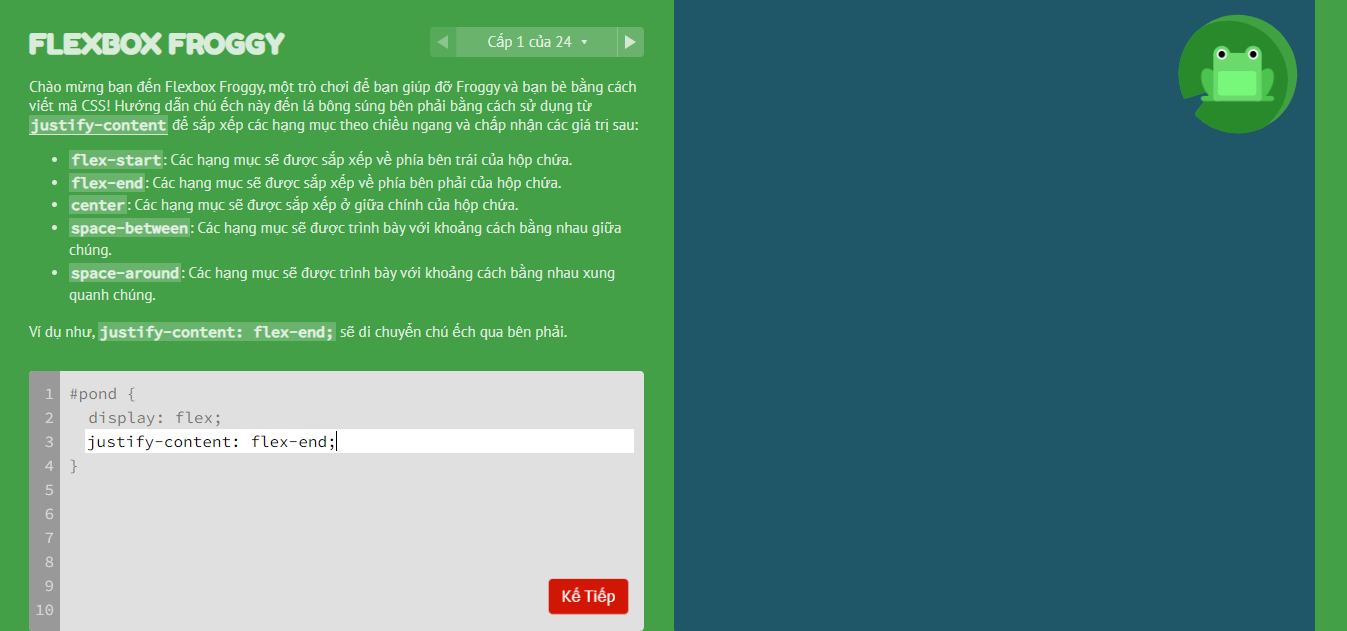 FLEXBOX FROGGY
Cấp 1 của 24
Chào mừng bạn đến Flexbox Froggy, một trò chơi để bạn giúp đỡ Froggy và bạn bè bằng cách
viết mã CSS! Hướng dẫn chú ếch này đến lá bông súng bên phải bằng cách sử dụng từ
justify-content để sắp xếp các hạng mục theo chiều ngang và chấp nhận các giá trị sau:
• flex-start: Các hạng mục sẽ được sắp xếp về phía bên trái của hộp chứa.
• flex-end: Các hạng mục sẽ được sắp xếp về phía bên phải của hộp chứa.
• center: Các hạng mục sẽ được sắp xếp ở giữa chính của hộp chứa.
• space-between: Các hạng mục sẽ được trình bày với khoảng cách bằng nhau giữa
chúng.
• space-around: Các hạng mục sẽ được trình bày với khoảng cách bằng nhau xung
quanh chúng.
Ví dụ như, justify-content: flex-end; sẽ di chuyển chú ếch qua bên phải.
1 #pond {
2 display: flex;
3 justify-content: flex-end;
4 }
5
6
7
8
9
10
Kế Tiếp